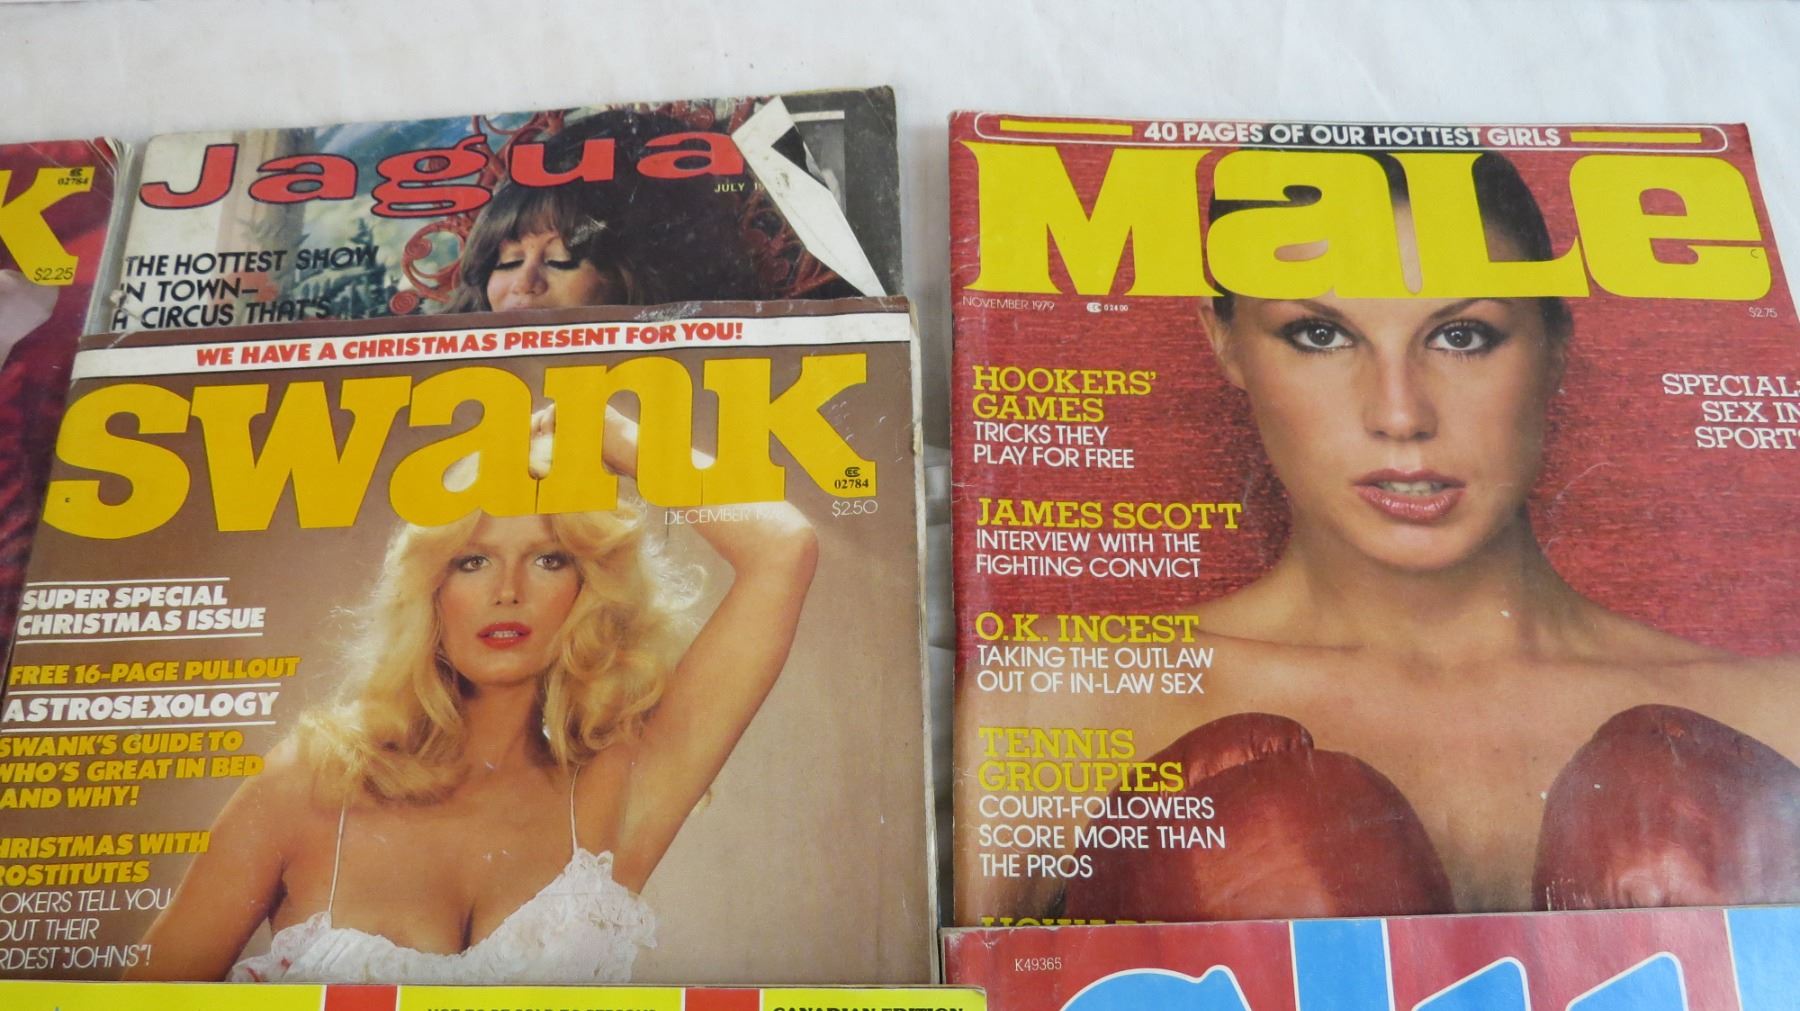 K
02784
$2.25
Jagua
JULY
THE HOTTEST SHOW
IN TOWN—
A CIRCUS THAT'S
WE HAVE A CHRISTMAS PRESENT FOR YOU!
SWANK
02784
DECEMBER
$2.50
SUPER SPECIAL
CHRISTMAS ISSUE
FREE 16-PAGE PULLOUT
ASTROSEXOLOGY
SWANK'S GUIDE TO
WHO'S GREAT IN BED
AND WHY!
HRISTMAS WITH
ROSTITUTES
OKERS TELL YOU
OUT THEIR
RDEST "JOHNS"!
40 PAGES OF OUR HOTTEST GIRLS
MaLe
NOVEMBER 1979
02400
$2.75
HOOKERS'
GAMES
TRICKS THEY
PLAY FOR FREE
SPECIAL:
SEX IN
SPORT
JAMES SCOTT
INTERVIEW WITH THE
FIGHTING CONVICT
O.K. INCEST
TAKING THE OUTLAW
OUT OF IN-LAW SEX
TENNIS
GROUPIES
COURT-FOLLOWERS
SCORE MORE THAN
THE PROS
K49365
CANADIAN EDITION